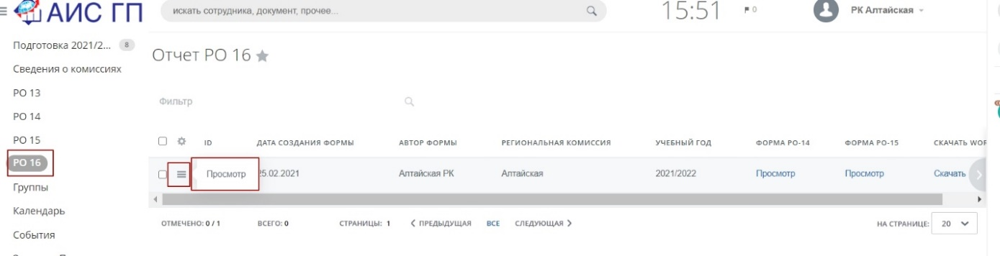 АИС ГП
искать сотрудника, документ, прочее...
15:51
0
РК Алтайская
Подготовка 2021/2... 8
Сведения о комиссиях
РО 13
РО 14
РО 15
РО 16
Группы
Календарь
События
Отчет РО 16
Фильтр
ID ДАТА СОЗДАНИЯ ФОРМЫ АВТОР ФОРМЫ РЕГИОНАЛЬНАЯ КОМИССИЯ УЧЕБНЫЙ ГОД ФОРМА РО-14 ФОРМА РО-15 СКАЧАТЬ WOR
Просмотр 25.02.2021 Алтайская РК Алтайская 2021/2022 Просмотр Просмотр Скачать
ОТМЕЧЕНО: 0 / 1 ВСЕГО: 0 СТРАНИЦЫ: 1 ПРЕДЫДУЩАЯ ВСЕ СЛЕДУЮЩАЯ НА СТРАНИЦЕ: 20